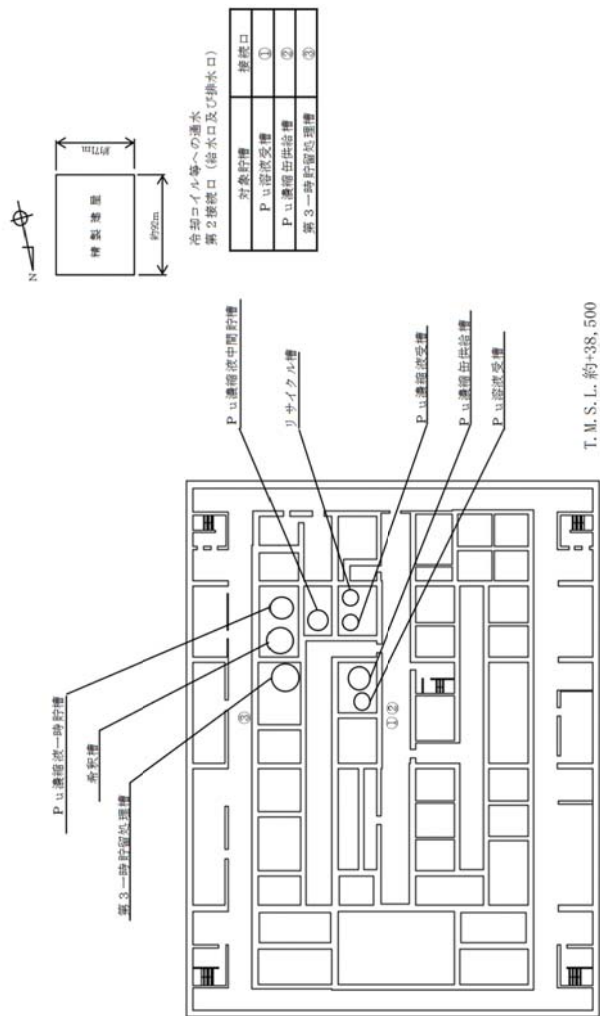 N
精製建屋
約92m
約71m
冷却コイル等への通水
第2接続口（給水口及び排水口）
対象貯槽 接続口
Pu溶液受槽 ①
Pu濃縮缶供給槽 ②
第3一時貯留処理槽 ③
Pu濃縮液一時貯槽
希釈槽
第3一時貯留処理槽
③
①②
Pu濃縮液中間貯槽
リサイクル槽
Pu濃縮液受槽
Pu濃縮缶供給槽
Pu溶液受槽
T.M.S.L.約+38,500